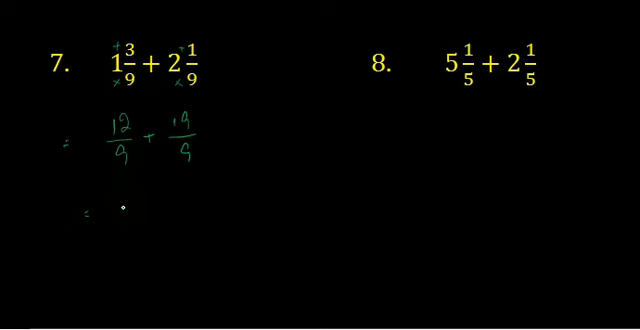 7. 1 3/9 + 2 1/9
8. 5 1/5 + 2 1/5
= 12/9 + 19/9
=